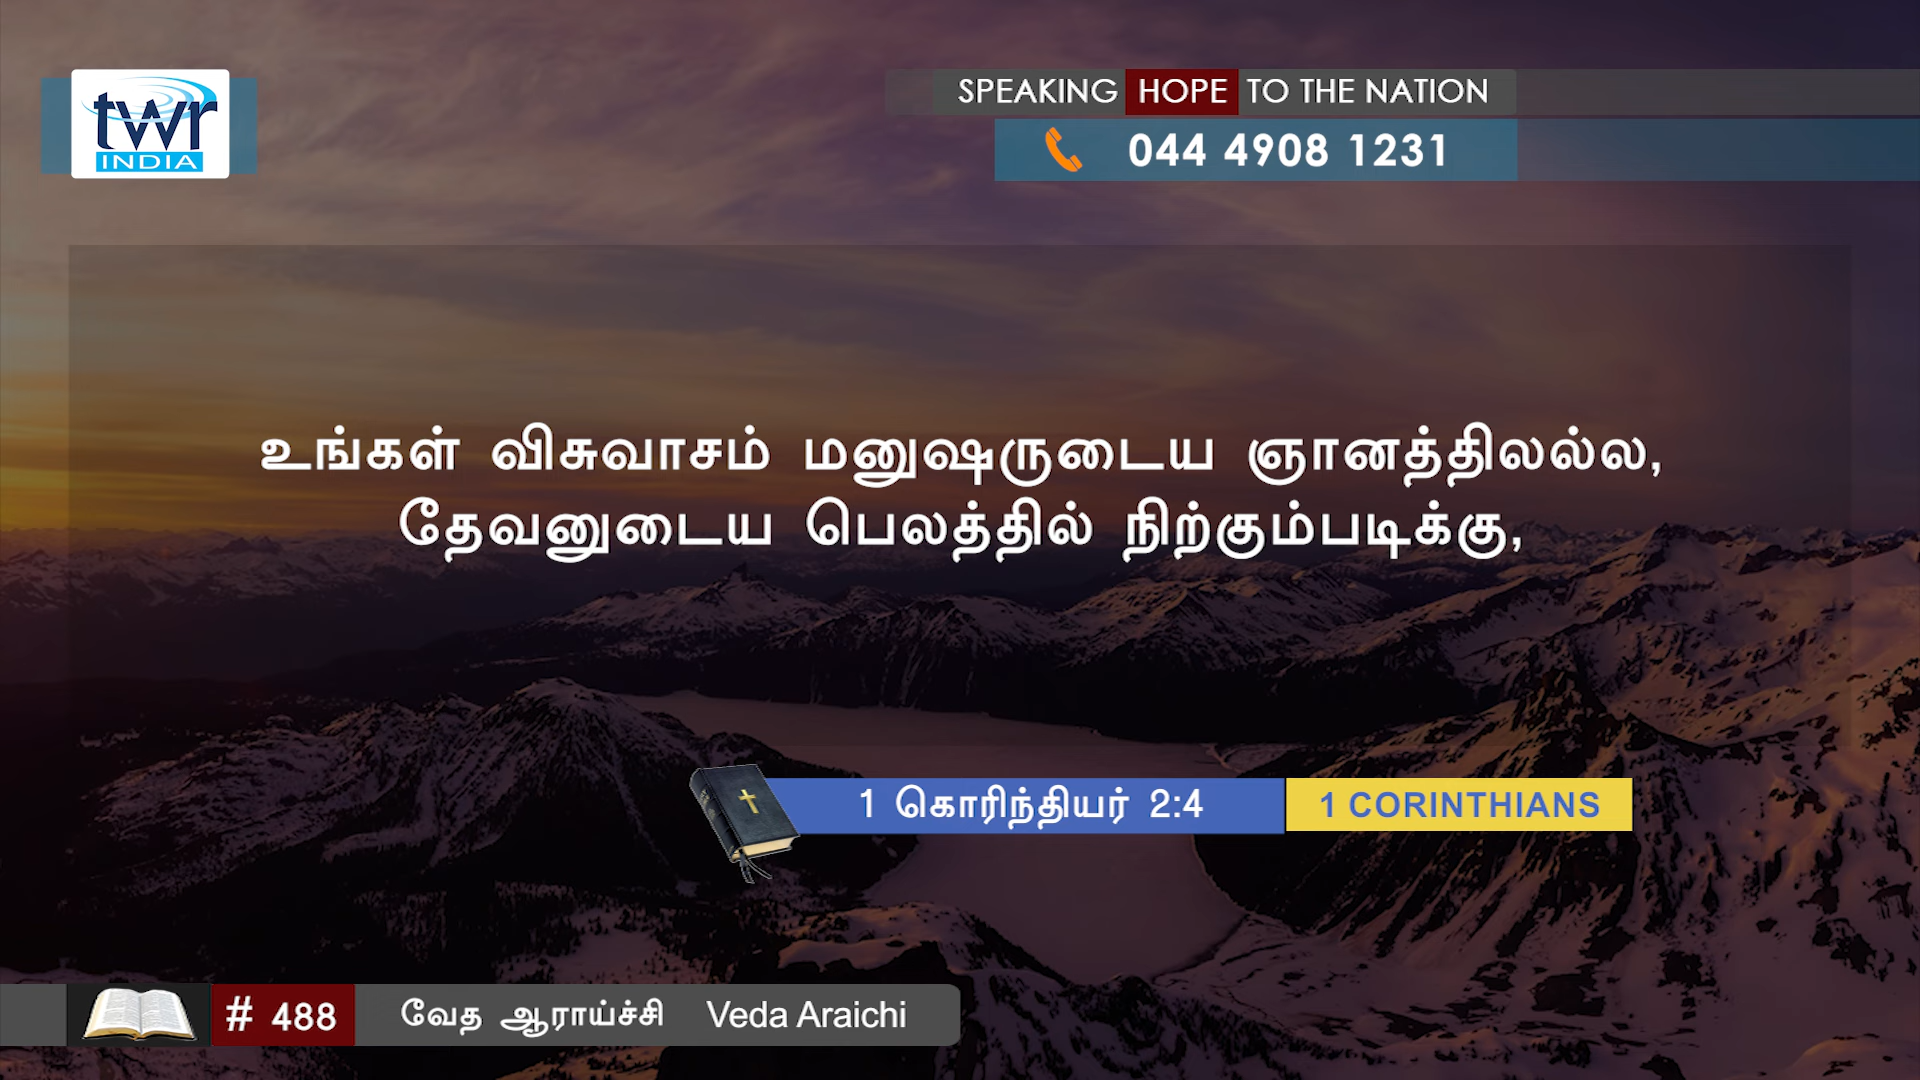 twr
INDIA
SPEAKING HOPE TO THE NATION
044 4908 1231
உங்கள் விசுவாசம் மனுஷருடைய ஞானத்திலல்ல,
தேவனுடைய பெலத்தில் நிற்கும்படிக்கு,
1 கொரிந்தியர் 2:4
1 CORINTHIANS
# 488 வேத ஆராய்ச்சி Veda Araichi